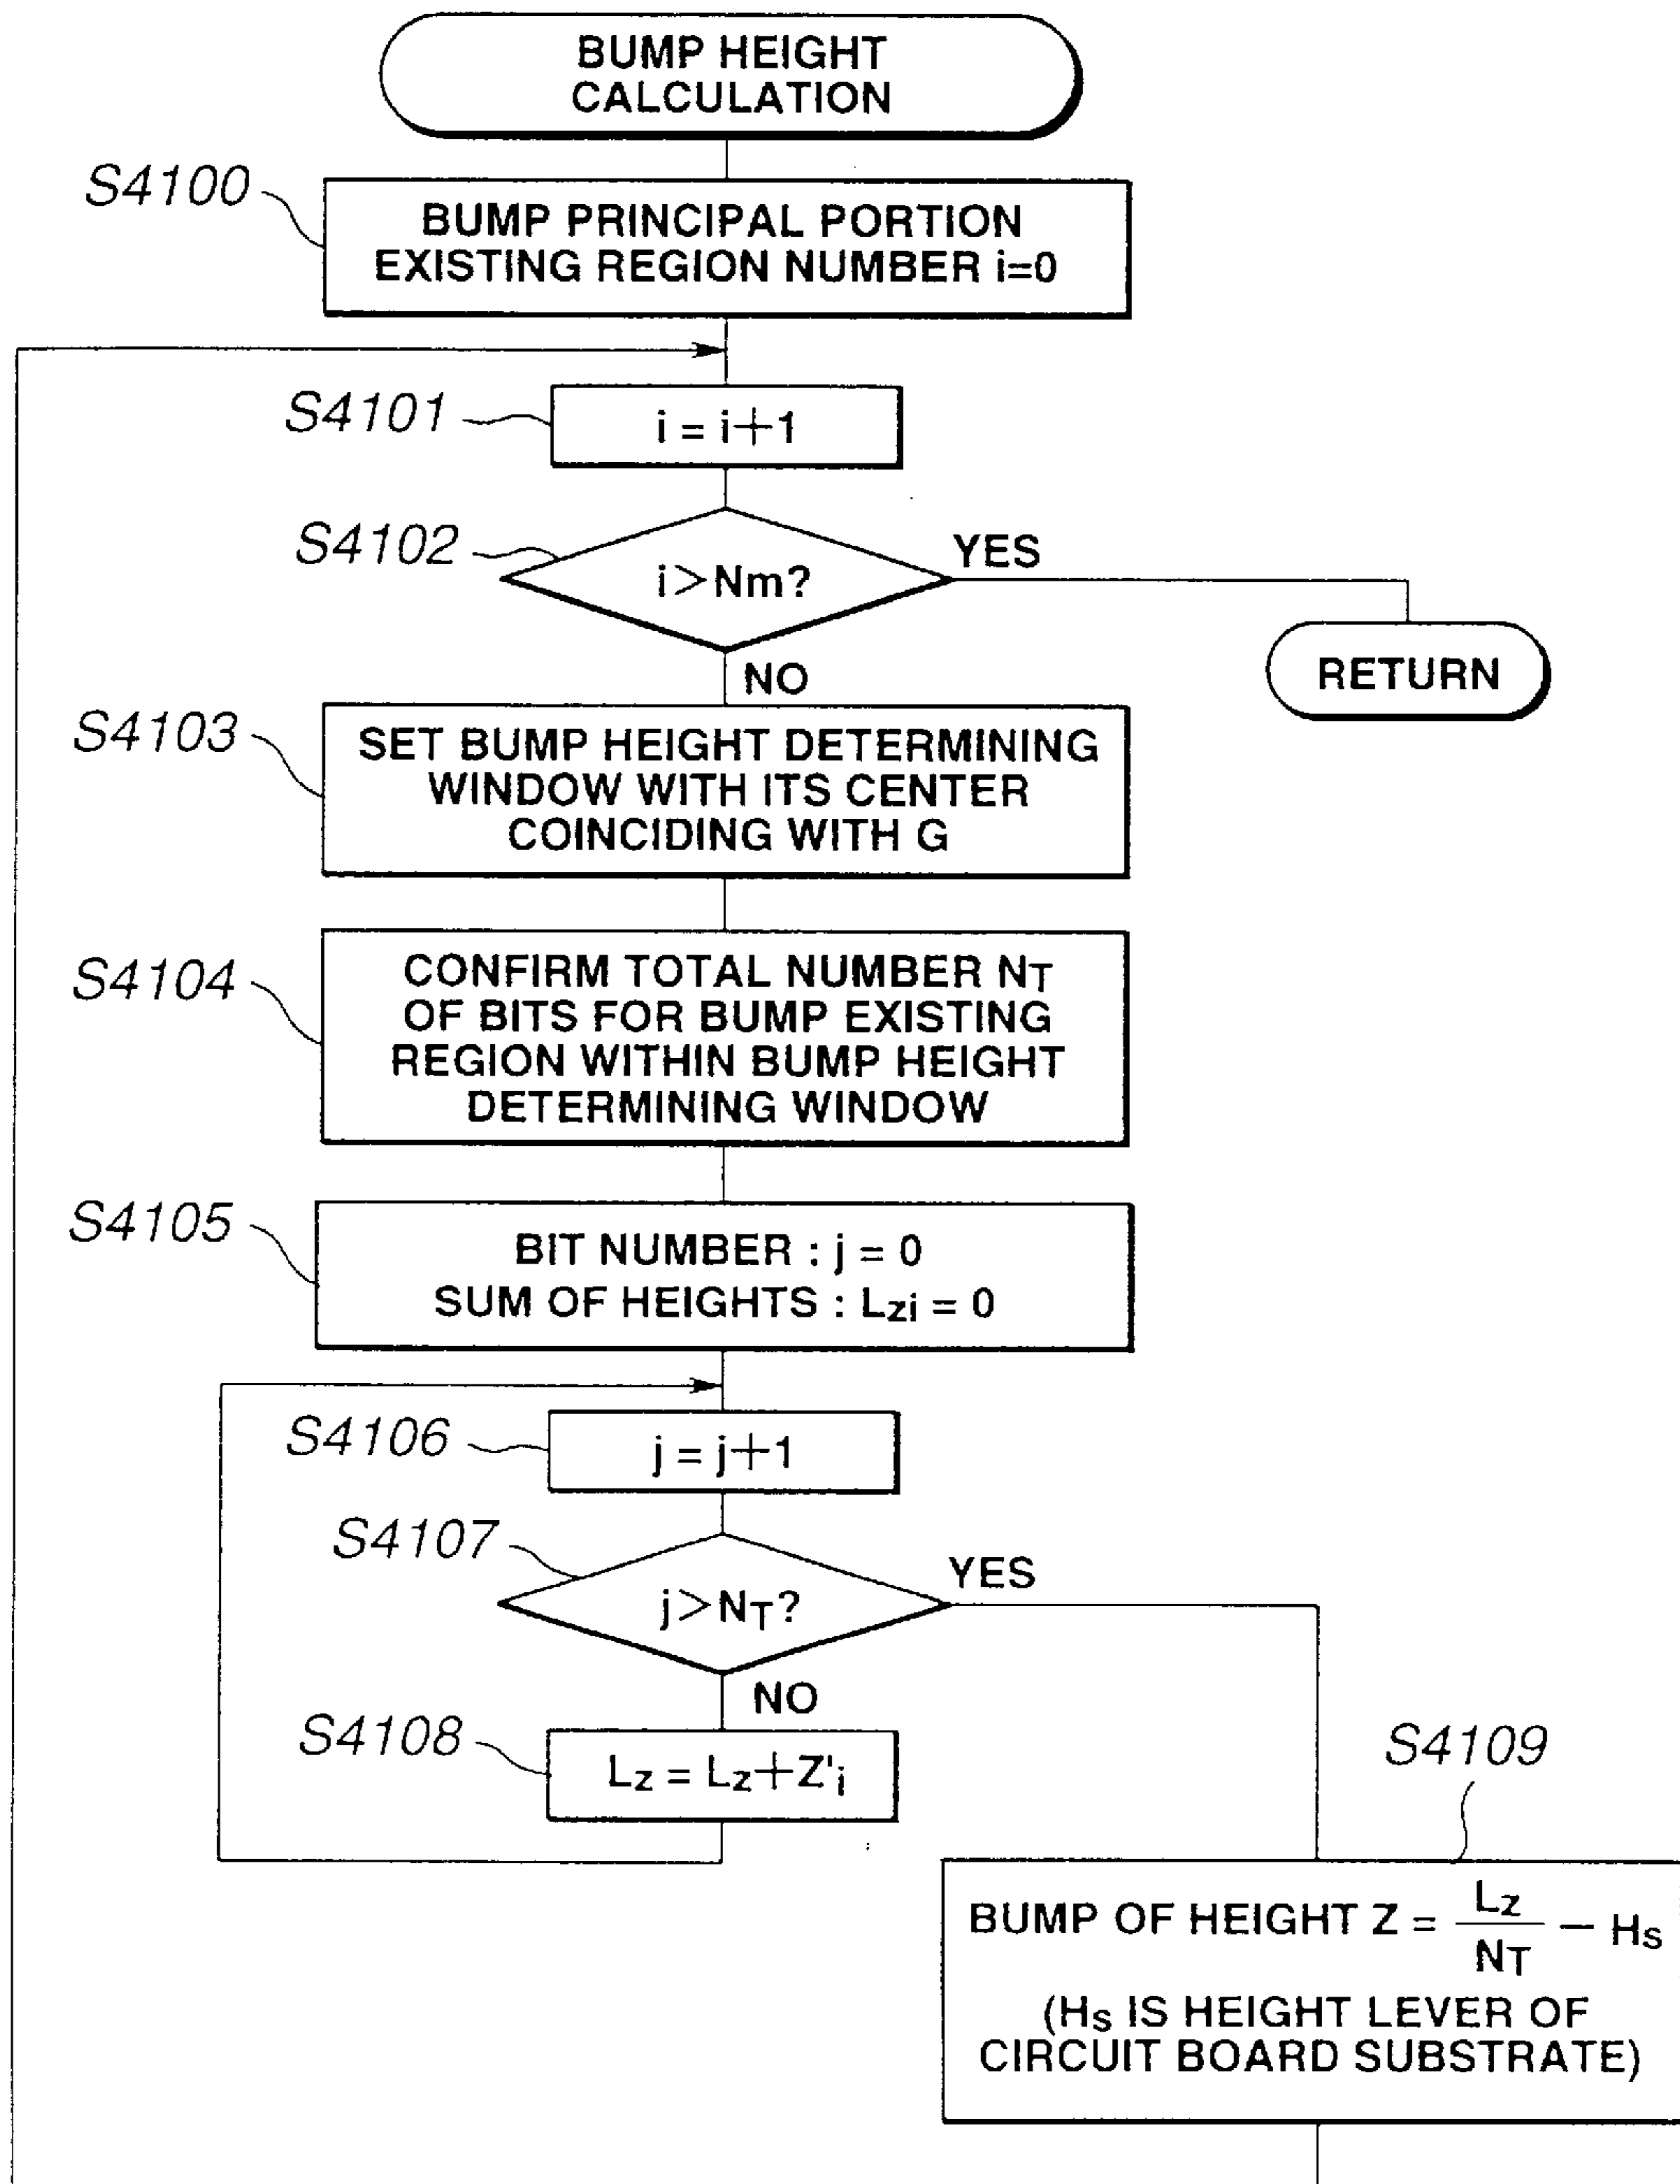 BUMP HEIGHT
CALCULATION
S4100
BUMP PRINCIPAL PORTION
EXISTING REGION NUMBER i=0
S4101
i = i+1
S4102
i>Nm?
YES
RETURN
NO
S4103
SET BUMP HEIGHT DETERMINING
WINDOW WITH ITS CENTER
COINCIDING WITH G
S4104
CONFIRM TOTAL NUMBER NT
OF BITS FOR BUMP EXISTING
REGION WITHIN BUMP HEIGHT
DETERMINING WINDOW
S4105
BIT NUMBER : j = 0
SUM OF HEIGHTS : Lzi = 0
S4106
j = j+1
S4107
j>NT?
YES
NO
S4108
Lz = Lz+Z'i
S4109
BUMP OF HEIGHT Z = Lz/NT − Hs
(Hs IS HEIGHT LEVER OF
CIRCUIT BOARD SUBSTRATE)